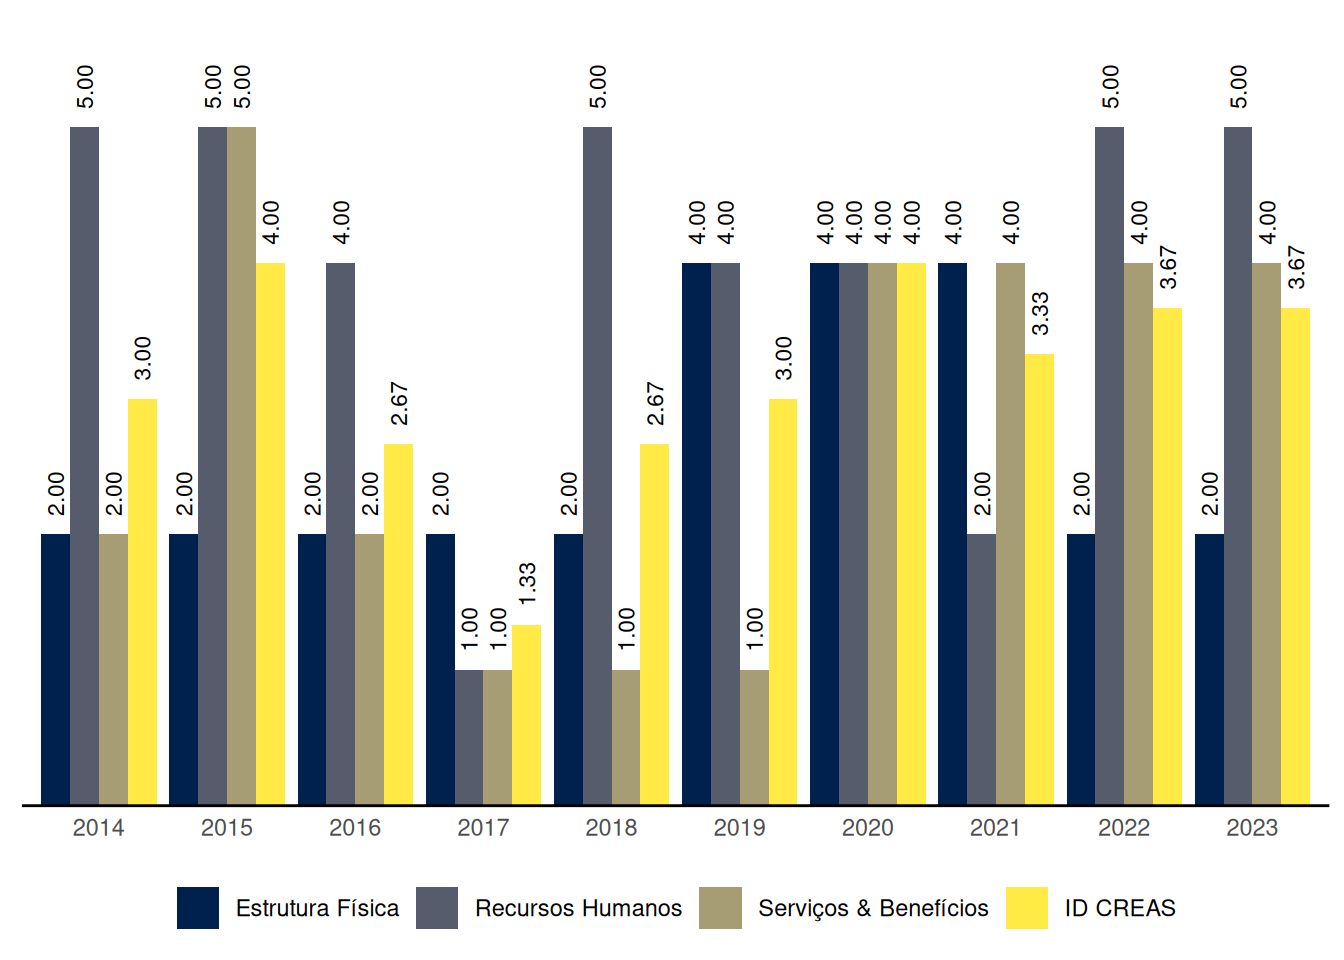 5.00 5.00 5.00 5.00 5.00 5.00
4.00 4.00 4.00 4.00 4.00 4.00 4.00 4.00 4.00 4.00 4.00 4.00
3.67 3.67
3.33
3.00 3.00
2.67 2.67
2.00 2.00 2.00 2.00 2.00 2.00 2.00 2.00 2.00 2.00
1.33
1.00 1.00 1.00 1.00
2014 2015 2016 2017 2018 2019 2020 2021 2022 2023
Estrutura Física Recursos Humanos Serviços & Benefícios ID CREAS